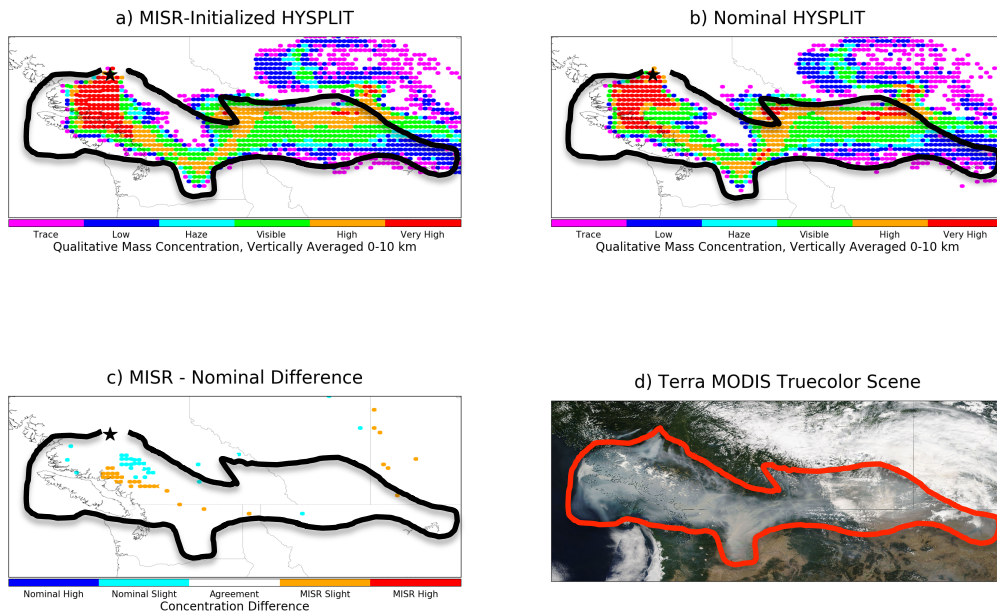 a) MISR-Initialized HYSPLIT
Trace Low Haze Visible High Very High
Qualitative Mass Concentration, Vertically Averaged 0-10 km
b) Nominal HYSPLIT
Trace Low Haze Visible High Very High
Qualitative Mass Concentration, Vertically Averaged 0-10 km
c) MISR - Nominal Difference
Nominal High Nominal Slight Agreement MISR Slight MISR High
Concentration Difference
d) Terra MODIS Truecolor Scene